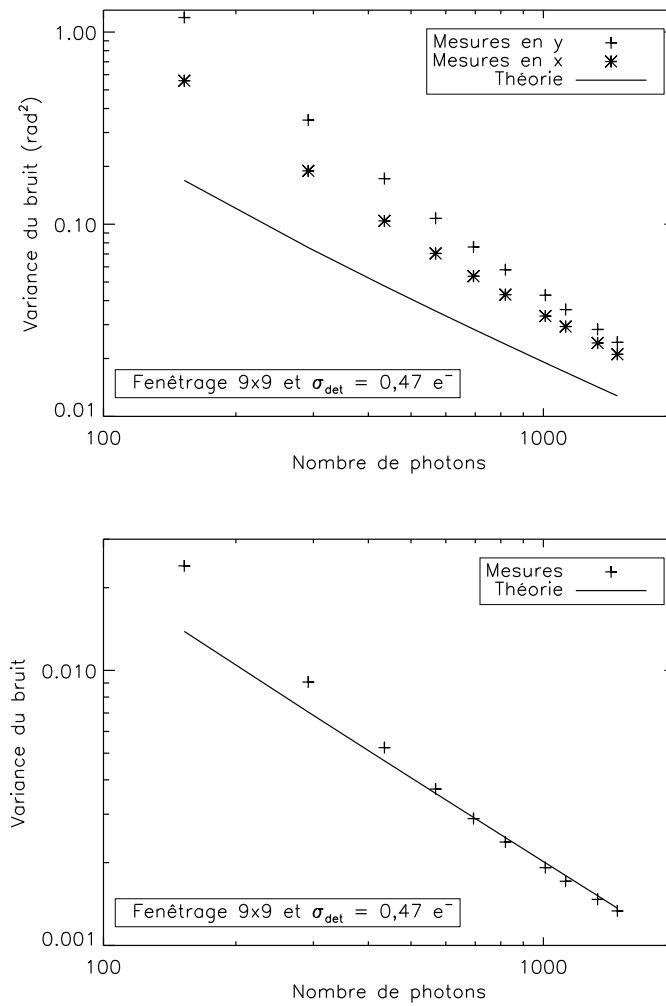 1.00
0.10
0.01
Variance du bruit (rad²)
Mesures en y
Mesures en x
Théorie
Fenêtrage 9x9 et σdet = 0,47 e⁻
100
1000
Nombre de photons
0.010
0.001
Variance du bruit
Mesures
Théorie
Fenêtrage 9x9 et σdet = 0,47 e⁻
100
1000
Nombre de photons